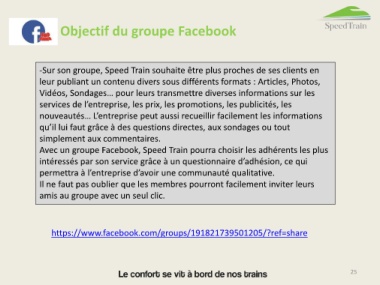 SpeedTrain
Objectif du groupe Facebook
-Sur son groupe, Speed Train souhaite être plus proches de ses clients en
leur publiant un contenu divers sous différents formats : Articles, Photos,
Vidéos, Sondages… pour leurs transmettre diverses informations sur les
services de l'entreprise, les prix, les promotions, les publicités, les
nouveautés… L'entreprise peut aussi recueillir facilement les informations
qu'il lui faut grâce à des questions directes, aux sondages ou tout
simplement aux commentaires.
Avec un groupe Facebook, Speed Train pourra choisir les adhérents les plus
intéressés par son service grâce à un questionnaire d'adhésion, ce qui
permettra à l'entreprise d'avoir une communauté qualitative.
Il ne faut pas oublier que les membres pourront facilement inviter leurs
amis au groupe avec un seul clic.
https://www.facebook.com/groups/191821739501205/?ref=share
Le confort se vit à bord de nos trains
25